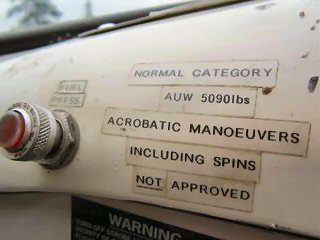 FUEL
PRESS.
NORMAL CATEGORY
AUW 5090lbs
ACROBATIC MANOEUVERS
INCLUDING SPINS
NOT APPROVED
WARNING